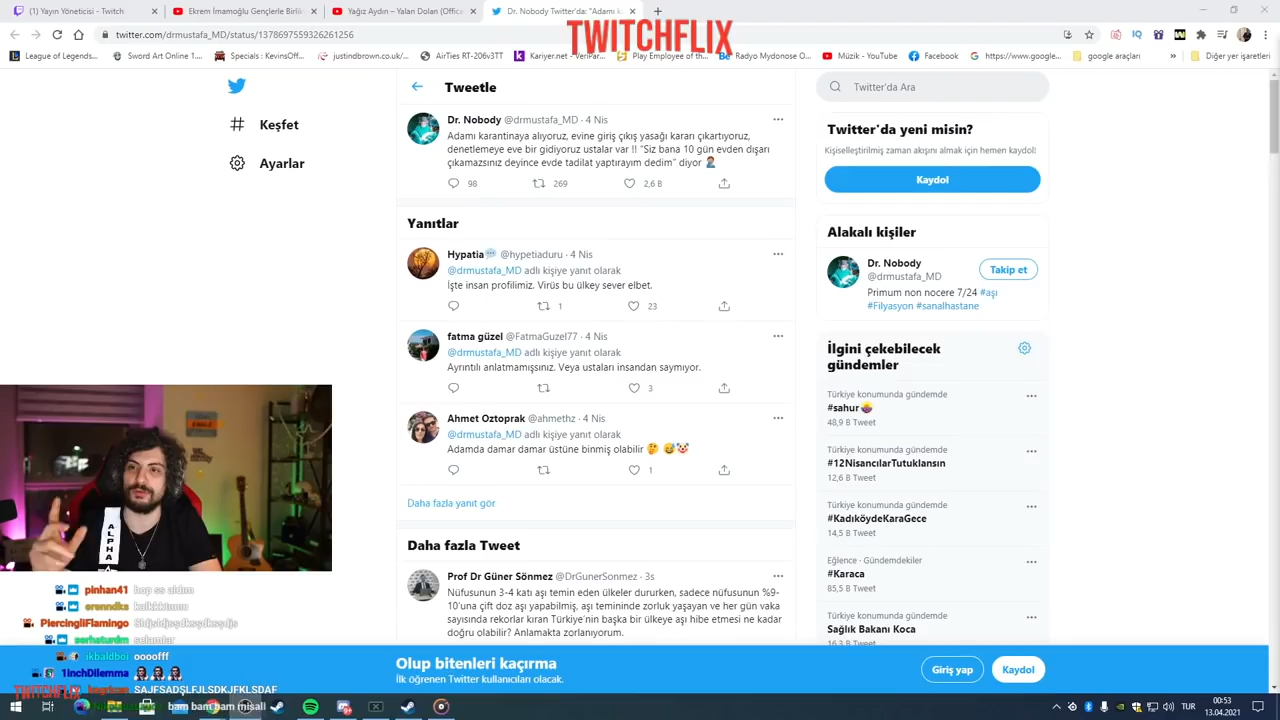 (1) Yayın Yöneticisi - Twitch
Ekrem İmamoğlu Gençlerle Birlik
Yağız Aydın – Yalan Dolan (Offici
Dr. Nobody Twitter'da: "Adamı k
TWITCHFLIX
twitter.com/drmustafa_MD/status/1378697559326261256
League of Legends...
Sword Art Online 1...
Specials : KevinsOff...
justindbrown.co.uk/...
AirTies RT-206v3TT
Kariyer.net - VeriPar...
Play Employee of th...
Radyo Mydonose O...
Müzik - YouTube
Facebook
https://www.google...
google araçları
»
Diğer yer işaretleri
Keşfet
Ayarlar
Tweetle
Dr. Nobody @drmustafa_MD · 4 Nis
Adamı karantinaya alıyoruz, evine giriş çıkış yasağı kararı çıkartıyoruz,
denetlemeye eve bir gidiyoruz ustalar var !! "Siz bana 10 gün evden dışarı
çıkamazsınız deyince evde tadilat yaptırayım dedim" diyor 🤦🏽‍♂️
98 269 2,6 B
Yanıtlar
Hypatia💬 @hypetiaduru · 4 Nis
@drmustafa_MD adlı kişiye yanıt olarak
İşte insan profilimiz. Virüs bu ülkey sever elbet.
1 23
fatma güzel @FatmaGuzel77 · 4 Nis
@drmustafa_MD adlı kişiye yanıt olarak
Ayrıntılı anlatmamışsınız. Veya ustaları insandan saymıyor.
3
Ahmet Oztoprak @ahmethz · 4 Nis
@drmustafa_MD adlı kişiye yanıt olarak
Adamda damar damar üstüne binmiş olabilir 🤔 😅🤡
1
Daha fazla yanıt gör
Daha fazla Tweet
Prof Dr Güner Sönmez @DrGunerSonmez · 3s
Nüfusunun 3-4 katı aşı temin eden ülkeler dururken, sadece nüfusunun %9-
10'una çift doz aşı yapabilmiş, aşı temininde zorluk yaşayan ve her gün vaka
sayısında rekorlar kıran Türkiye'nin başka bir ülkeye aşı hibe etmesi ne kadar
doğru olabilir? Anlamakta zorlanıyorum.
Twitter'da Ara
Twitter'da yeni misin?
Kişiselleştirilmiş zaman akışını almak için hemen kaydol!
Kaydol
Alakalı kişiler
Dr. Nobody
@drmustafa_MD
Takip et
Primum non nocere 7/24 #aşı
#Filyasyon #sanalhastane
İlgini çekebilecek
gündemler
Türkiye konumunda gündemde
#sahur
48,9 B Tweet
Türkiye konumunda gündemde
#12NisancılarTutuklansın
12,6 B Tweet
Türkiye konumunda gündemde
#KadıköydeKaraGece
14,5 B Tweet
Eğlence · Gündemdekiler
#Karaca
85,5 B Tweet
Türkiye konumunda gündemde
Sağlık Bakanı Koca
16,3 B Tweet
ALPHA
pinhan41 hop ss aldım
PiercingliFlamingo
selamlar
ikbaldboi oooofff
1inchDilemma
TWITCHFLIX
SAJFSADŞLFJLSDKJFKLSDAF
bam bam bam misali
Olup bitenleri kaçırma
İlk öğrenen Twitter kullanıcıları olacak.
Giriş yap
Kaydol
TUR
00:53
13.04.2021